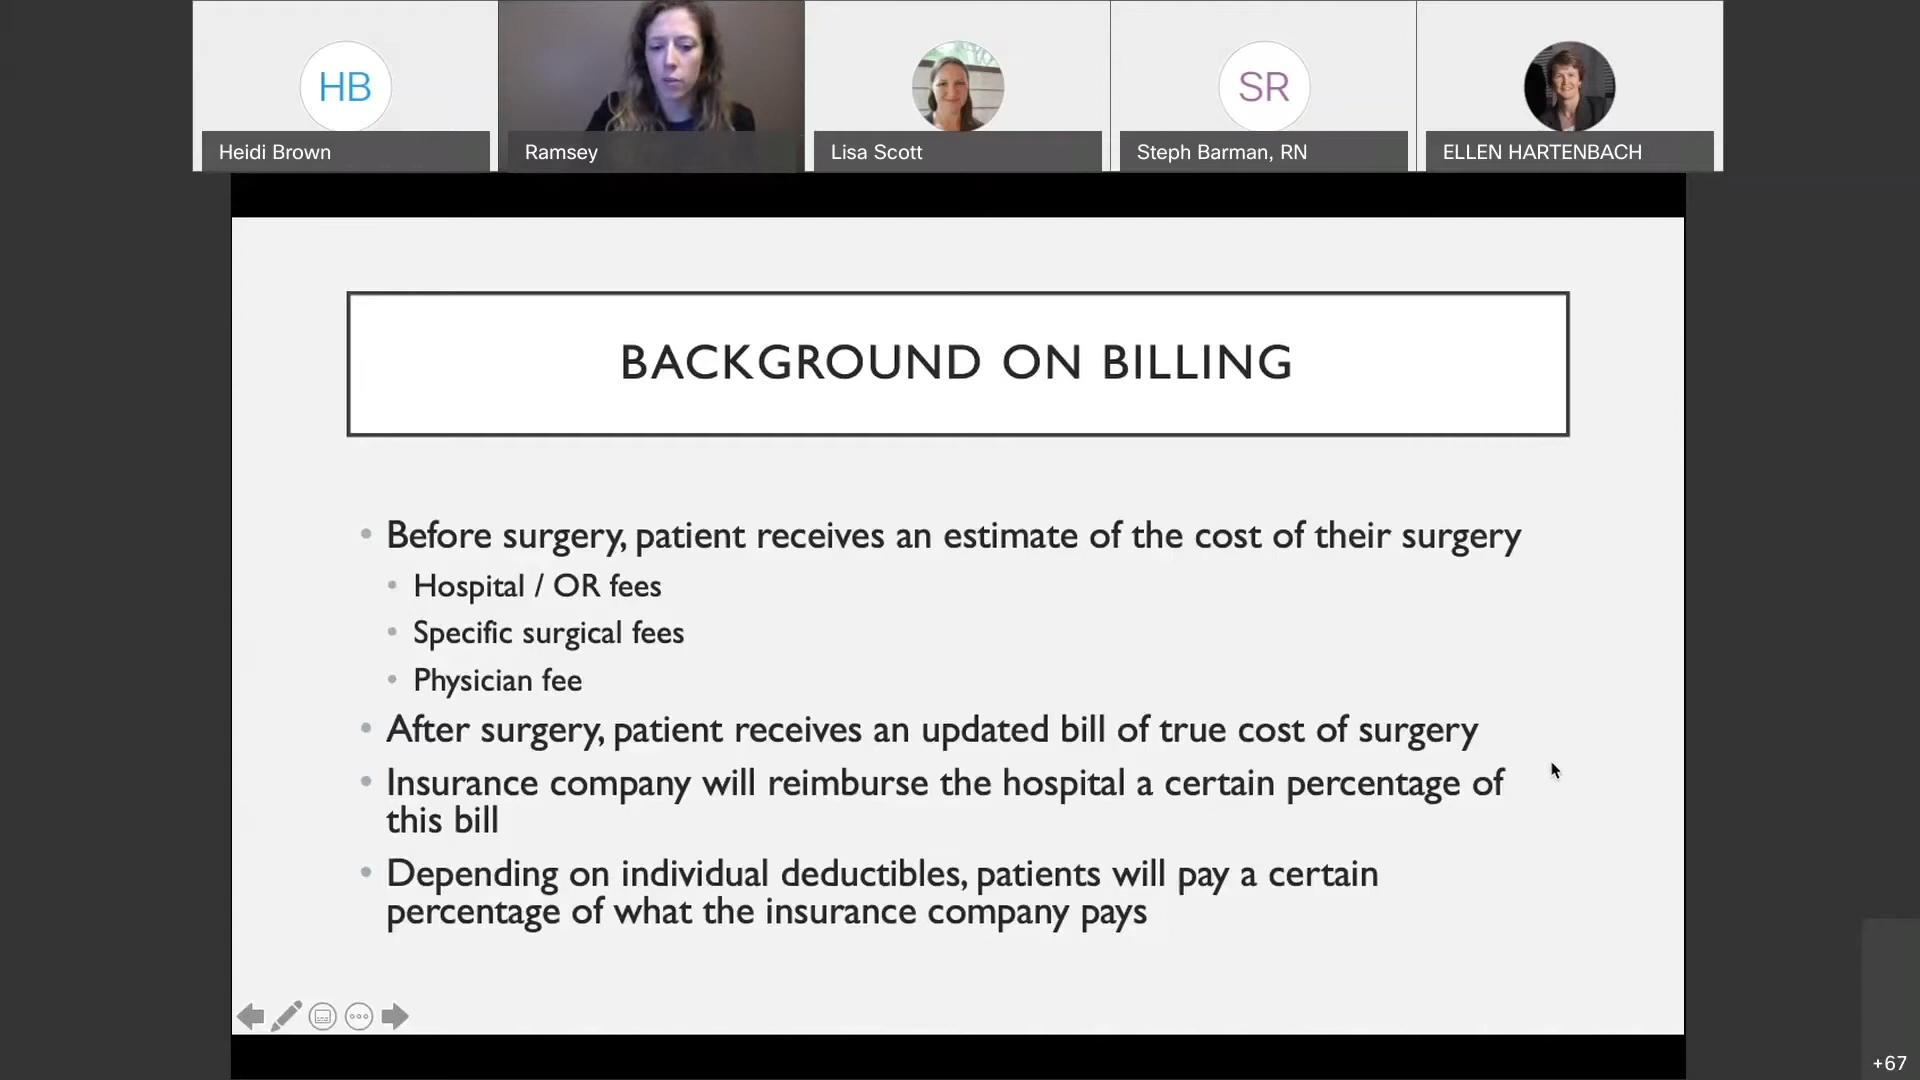 HB
SR
Heidi Brown
Ramsey
Lisa Scott
Steph Barman, RN
ELLEN HARTENBACH
BACKGROUND ON BILLING
• Before surgery, patient receives an estimate of the cost of their surgery
• Hospital / OR fees
• Specific surgical fees
• Physician fee
• After surgery, patient receives an updated bill of true cost of surgery
• Insurance company will reimburse the hospital a certain percentage of
this bill
• Depending on individual deductibles, patients will pay a certain
percentage of what the insurance company pays
+67